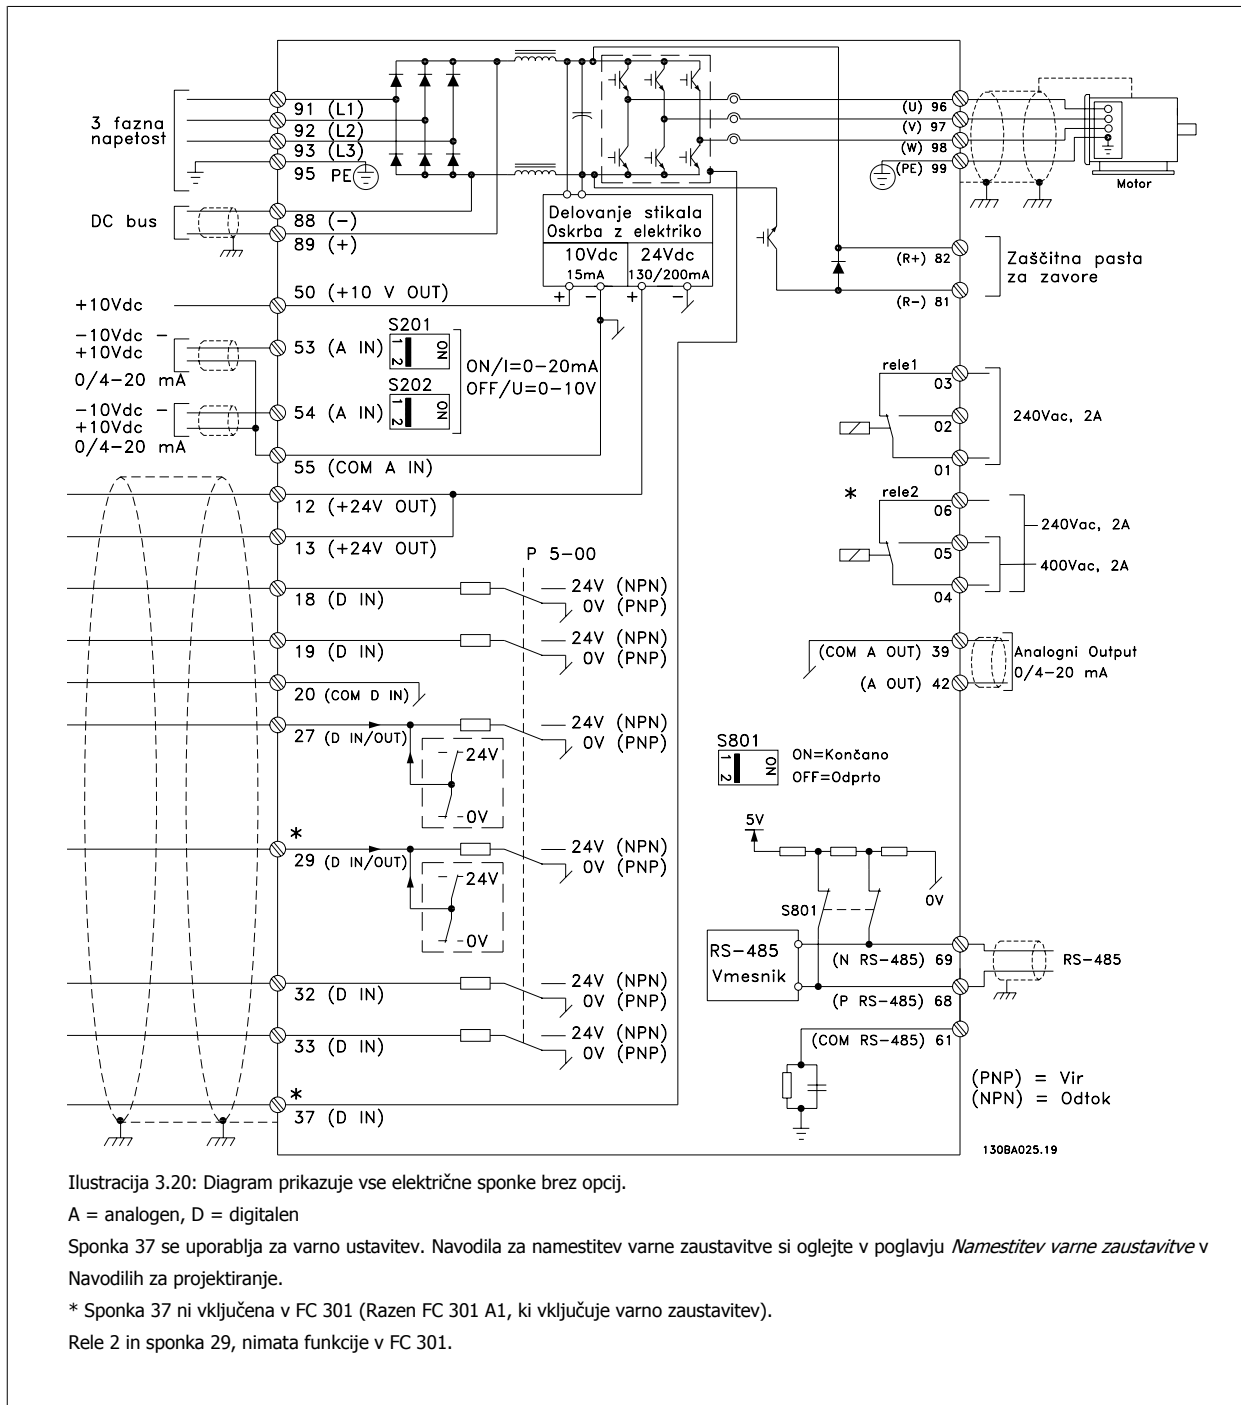 3 fazna
napetost
91 (L1)
92 (L2)
93 (L3)
95 PE
DC bus
88 (-)
89 (+)
+10Vdc
50 (+10 V OUT)
-10Vdc -
+10Vdc
0/4-20 mA
53 (A IN)
S201
1 2
ON
ON/I=0-20mA
OFF/U=0-10V
-10Vdc -
+10Vdc
0/4-20 mA
54 (A IN)
S202
1 2
ON
55 (COM A IN)
12 (+24V OUT)
13 (+24V OUT)
P 5-00
18 (D IN)
24V (NPN)
0V (PNP)
19 (D IN)
24V (NPN)
0V (PNP)
20 (COM D IN)
27 (D IN/OUT)
24V (NPN)
0V (PNP)
24V
0V
*
29 (D IN/OUT)
24V (NPN)
0V (PNP)
24V
0V
32 (D IN)
24V (NPN)
0V (PNP)
33 (D IN)
24V (NPN)
0V (PNP)
*
37 (D IN)
Delovanje stikala
Oskrba z elektriko
10Vdc
15mA
24Vdc
130/200mA
+ - + -
(U) 96
(V) 97
(W) 98
(PE) 99
Motor
(R+) 82
(R-) 81
Zaščitna pasta
za zavore
rele1
03
02
01
240Vac, 2A
* rele2
06
05
04
240Vac, 2A
400Vac, 2A
(COM A OUT) 39
(A OUT) 42
Analogni Output
0/4-20 mA
S801
1 2
ON
ON=Končano
OFF=Odprto
5V
S801
0V
RS-485
Vmesnik
(N RS-485) 69
(P RS-485) 68
(COM RS-485) 61
RS-485
(PNP) = Vir
(NPN) = Odtok
130BA025.19
Ilustracija 3.20: Diagram prikazuje vse električne sponke brez opcij.
A = analogen, D = digitalen
Sponka 37 se uporablja za varno ustavitev. Navodila za namestitev varne zaustavitve si oglejte v poglavju Namestitev varne zaustavitve v
Navodilih za projektiranje.
* Sponka 37 ni vključena v FC 301 (Razen FC 301 A1, ki vključuje varno zaustavitev).
Rele 2 in sponka 29, nimata funkcije v FC 301.